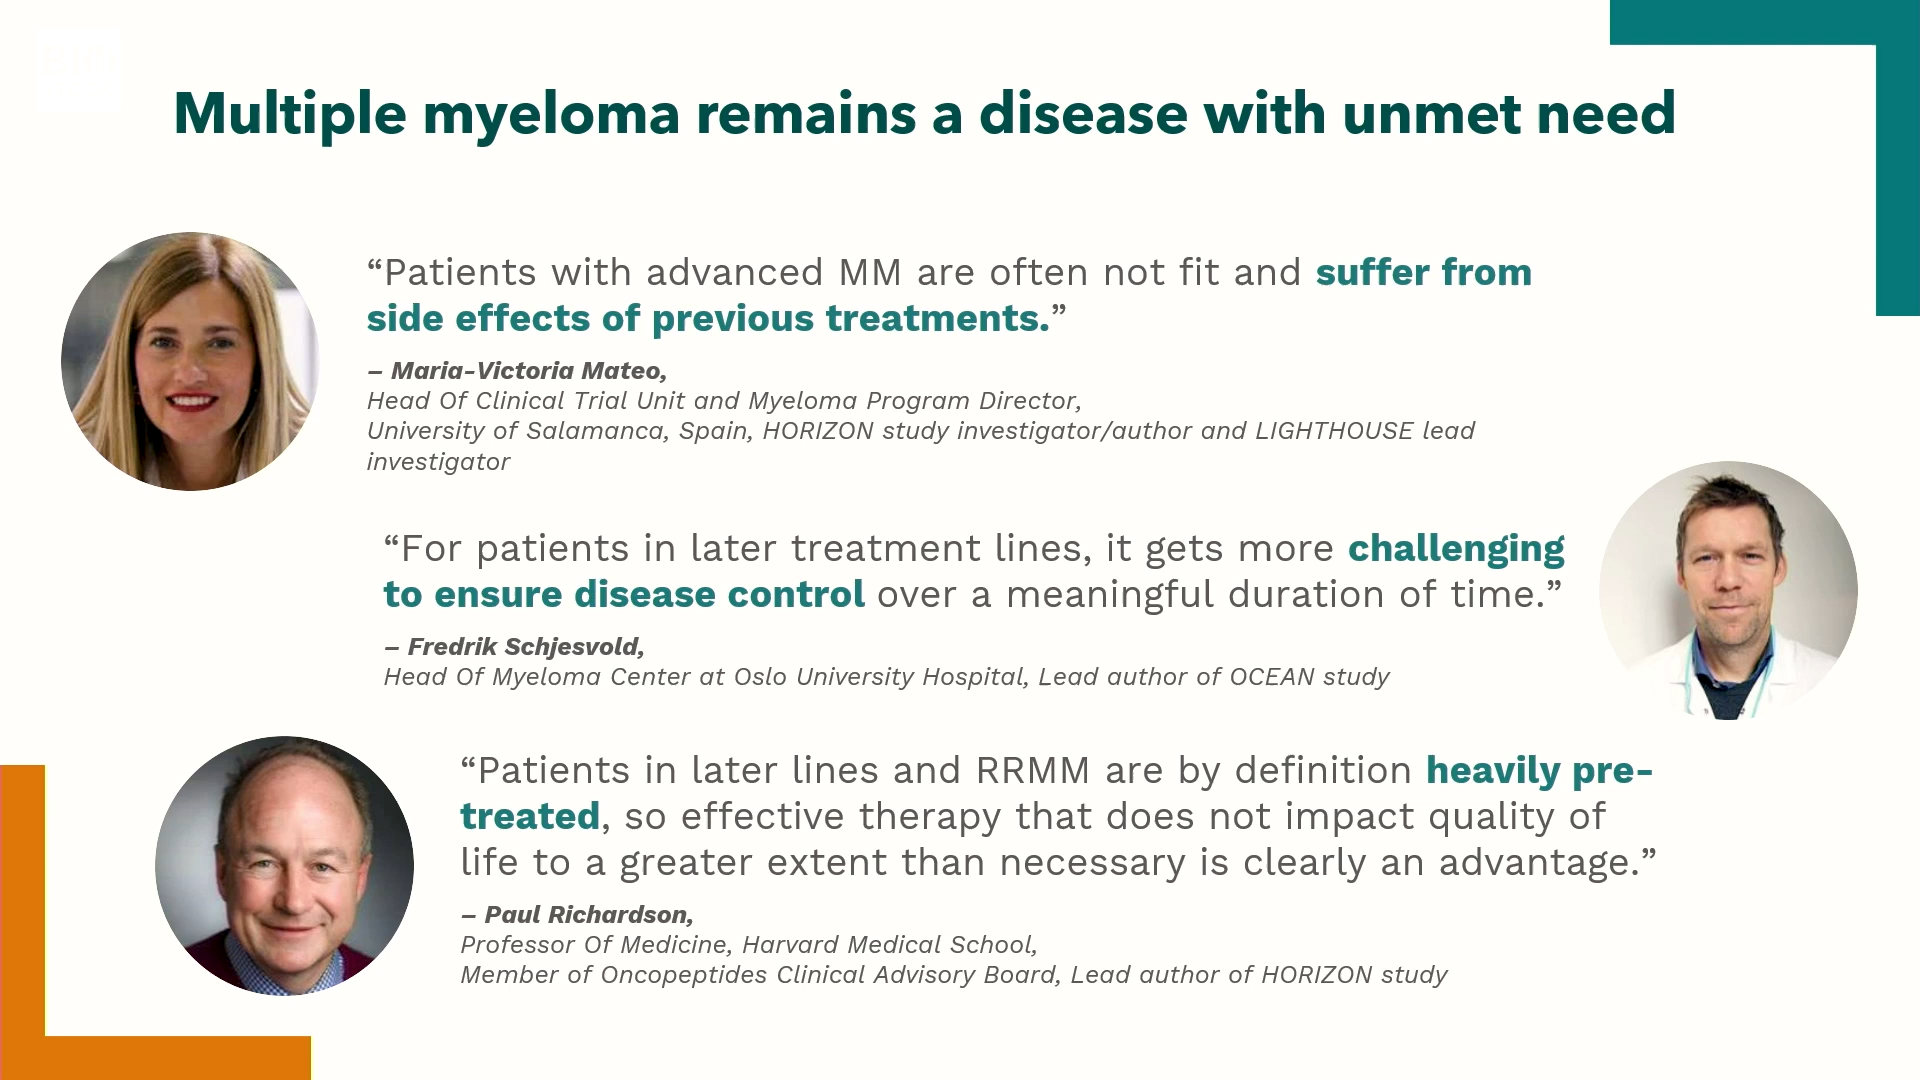 Multiple myeloma remains a disease with unmet need
“Patients with advanced MM are often not fit and suffer from
side effects of previous treatments.”
– Maria-Victoria Mateo,
Head Of Clinical Trial Unit and Myeloma Program Director,
University of Salamanca, Spain, HORIZON study investigator/author and LIGHTHOUSE lead
investigator
“For patients in later treatment lines, it gets more challenging
to ensure disease control over a meaningful duration of time.”
– Fredrik Schjesvold,
Head Of Myeloma Center at Oslo University Hospital, Lead author of OCEAN study
“Patients in later lines and RRMM are by definition heavily pre-
treated, so effective therapy that does not impact quality of
life to a greater extent than necessary is clearly an advantage.”
– Paul Richardson,
Professor Of Medicine, Harvard Medical School,
Member of Oncopeptides Clinical Advisory Board, Lead author of HORIZON study